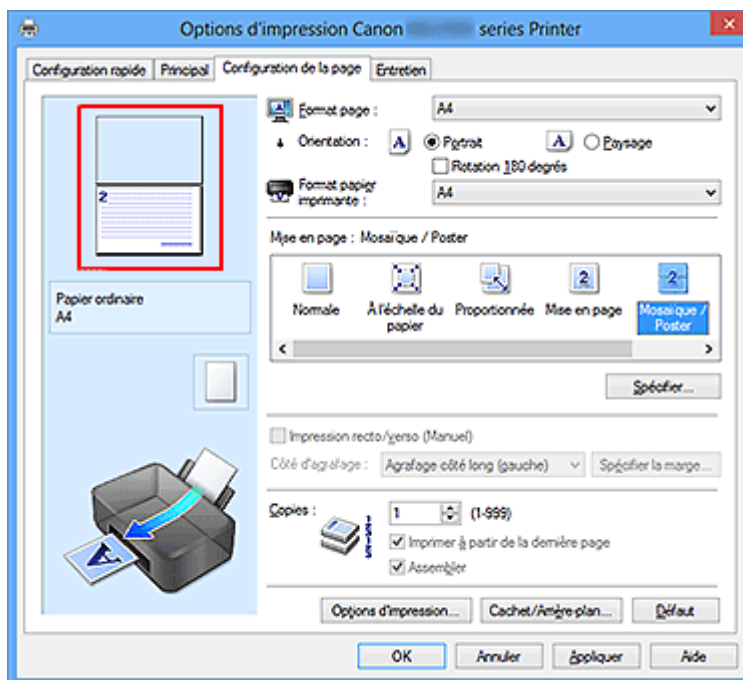 Options d'impression Canon series Printer
Configuration rapide Principal Configuration de la page Entretien
Format page : A4
Orientation : A Portrait A Paysage
Rotation 180 degrés
Format papier imprimante : A4
2
Mise en page : Mosaïque / Poster
Papier ordinaire
A4
Normale À l'échelle du papier Proportionnée Mise en page Mosaïque / Poster
Spécifier...
Impression recto/verso (Manuel)
Côté d'agrafage : Agrafage côté long (gauche) Spécifier la marge...
Copies : 1 (1-999)
Imprimer à partir de la dernière page
Assembler
Options d'impression... Cachet/Arrière-plan... Défaut
OK Annuler Appliquer Aide